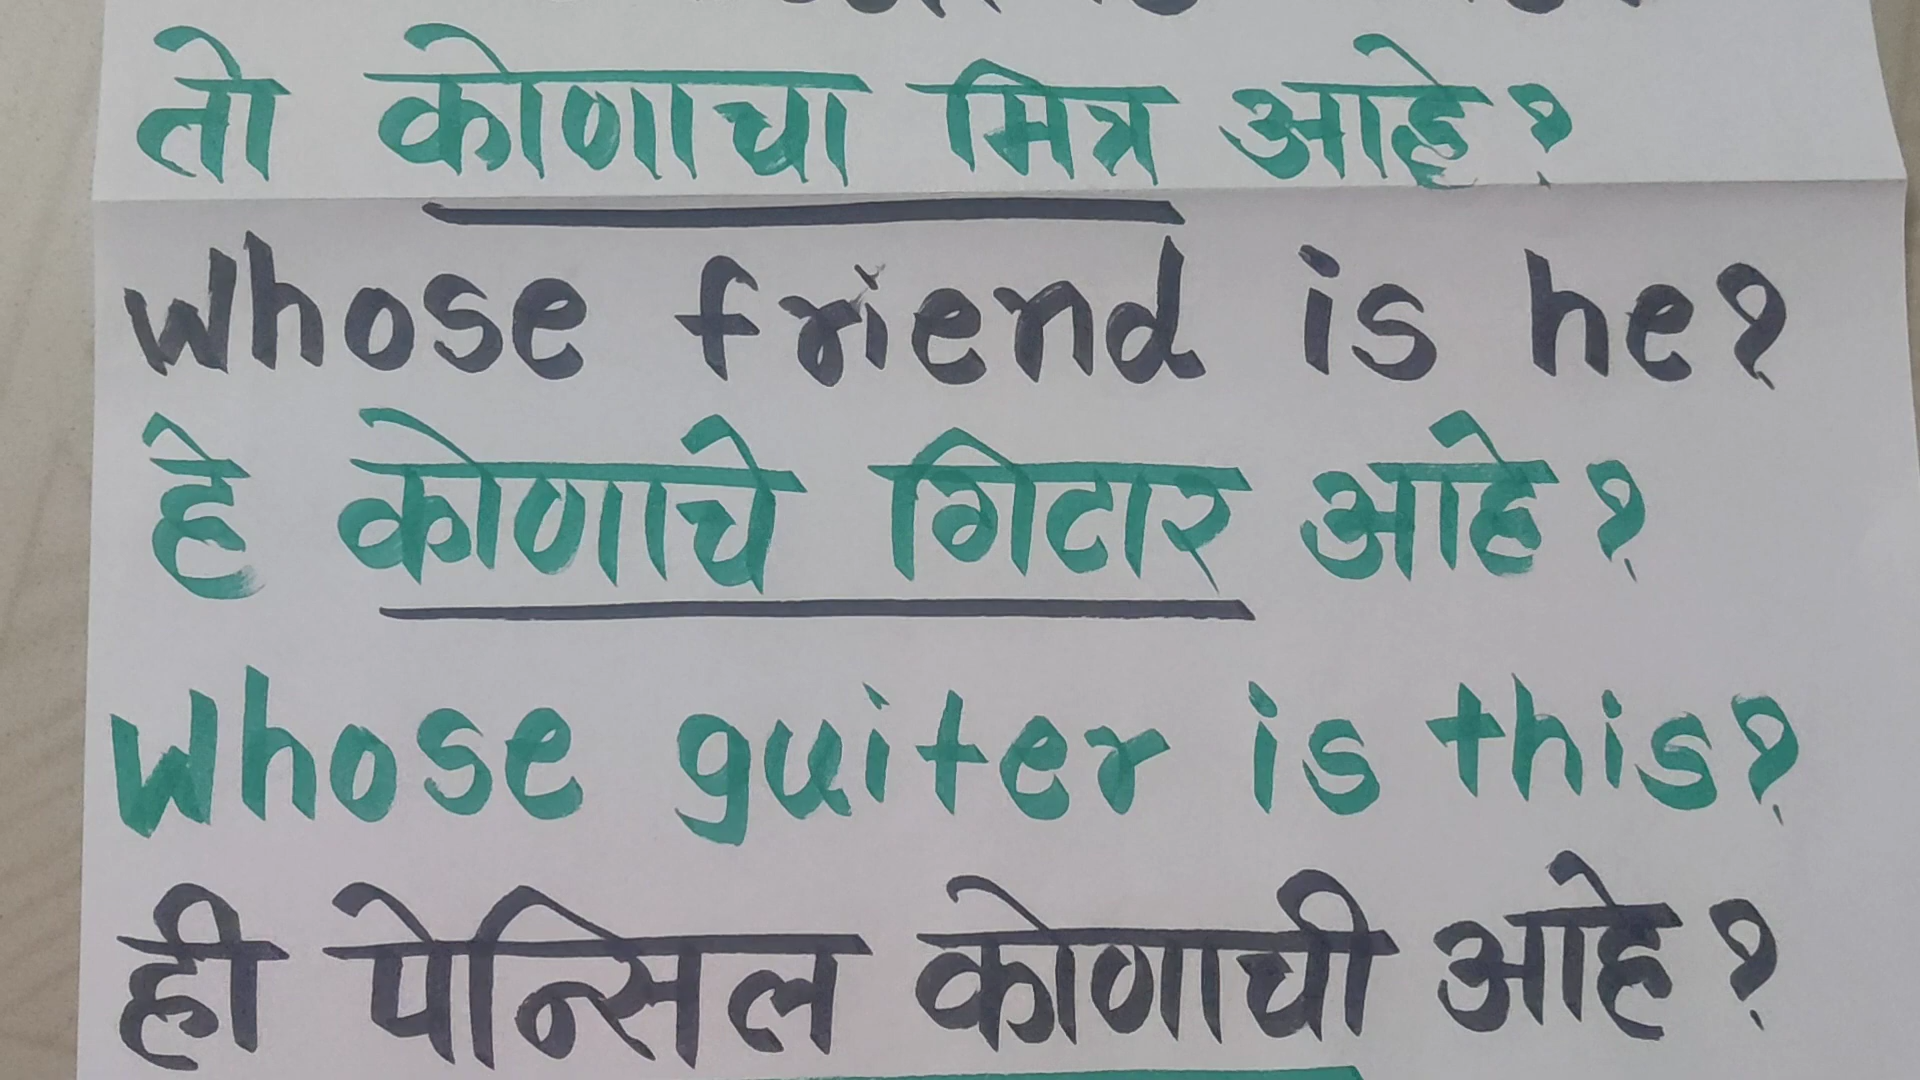 तो कोणाचा मित्र आहे?
Whose friend is he?
हे कोणाचे गिटार आहे?
Whose guiter is this?
ही पेन्सिल कोणाची आहे?